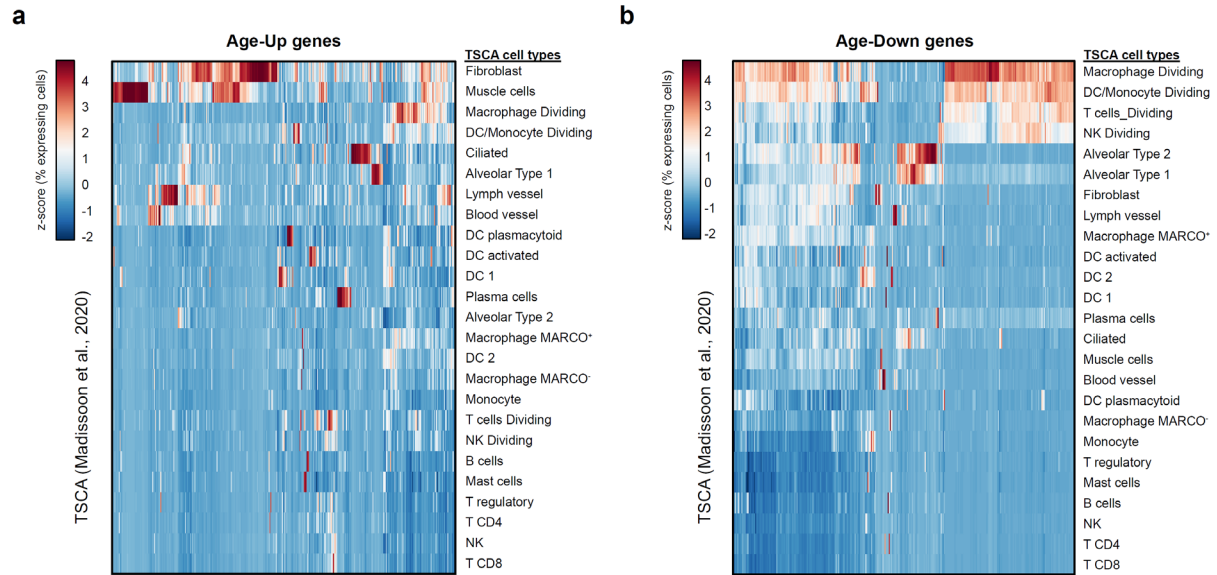 a
Age-Up genes
z-score (% expressing cells)
4
3
2
1
0
-1
-2
TSCA (Madissoon et al., 2020)
TSCA cell types
Fibroblast
Muscle cells
Macrophage Dividing
DC/Monocyte Dividing
Ciliated
Alveolar Type 1
Lymph vessel
Blood vessel
DC plasmacytoid
DC activated
DC 1
Plasma cells
Alveolar Type 2
Macrophage MARCO⁺
DC 2
Macrophage MARCO⁻
Monocyte
T cells Dividing
NK Dividing
B cells
Mast cells
T regulatory
T CD4
NK
T CD8
b
Age-Down genes
z-score (% expressing cells)
4
3
2
1
0
-1
-2
TSCA (Madissoon et al., 2020)
TSCA cell types
Macrophage Dividing
DC/Monocyte Dividing
T cells_Dividing
NK Dividing
Alveolar Type 2
Alveolar Type 1
Fibroblast
Lymph vessel
Macrophage MARCO⁺
DC activated
DC 2
DC 1
Plasma cells
Ciliated
Muscle cells
Blood vessel
DC plasmacytoid
Macrophage MARCO⁻
Monocyte
T regulatory
Mast cells
B cells
NK
T CD4
T CD8